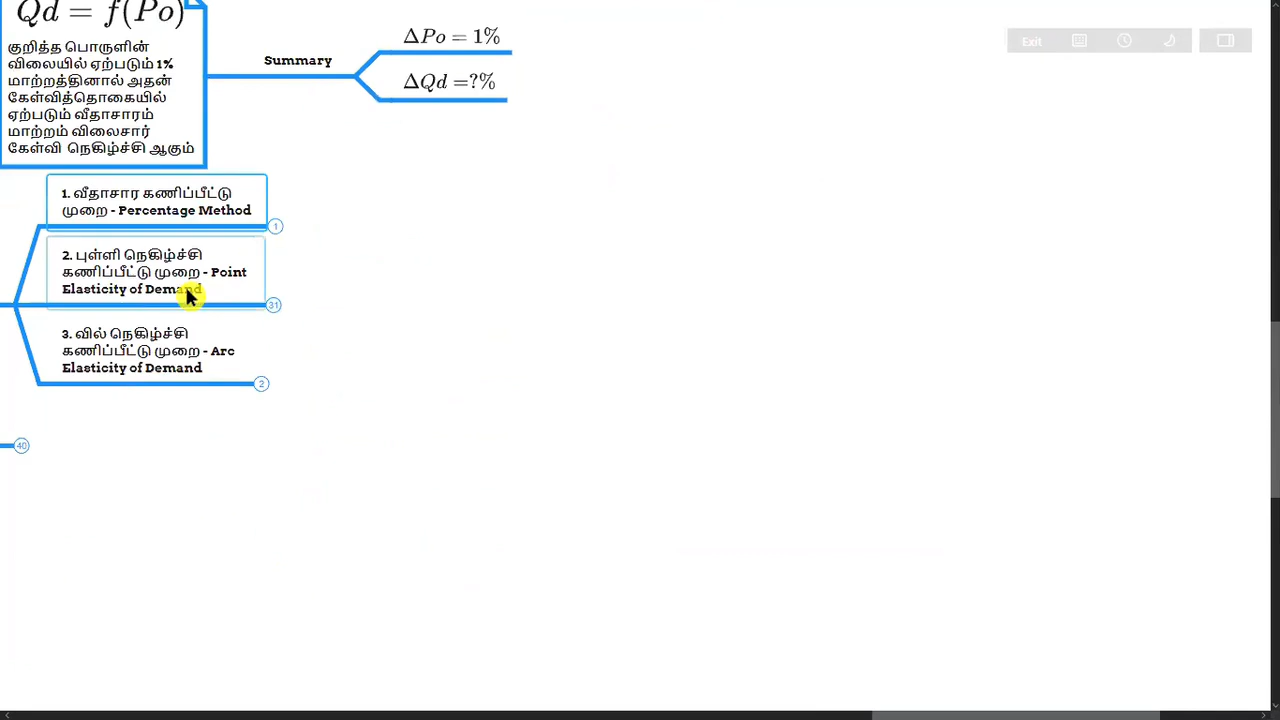 Qd = f(Po)
குறித்த பொருளின்
விலையில் ஏற்படும் 1%
மாற்றத்தினால் அதன்
கேள்வித்தொகையில்
ஏற்படும் வீதாசாரம்
மாற்றம் விலைசார்
கேள்வி நெகிழ்ச்சி ஆகும்
Summary
ΔPo = 1%
ΔQd =?%
Exit
1. வீதாசார கணிப்பீட்டு
முறை - Percentage Method
1
2. புள்ளி நெகிழ்ச்சி
கணிப்பீட்டு முறை - Point
Elasticity of Demand
31
3. வில் நெகிழ்ச்சி
கணிப்பீட்டு முறை - Arc
Elasticity of Demand
2
40